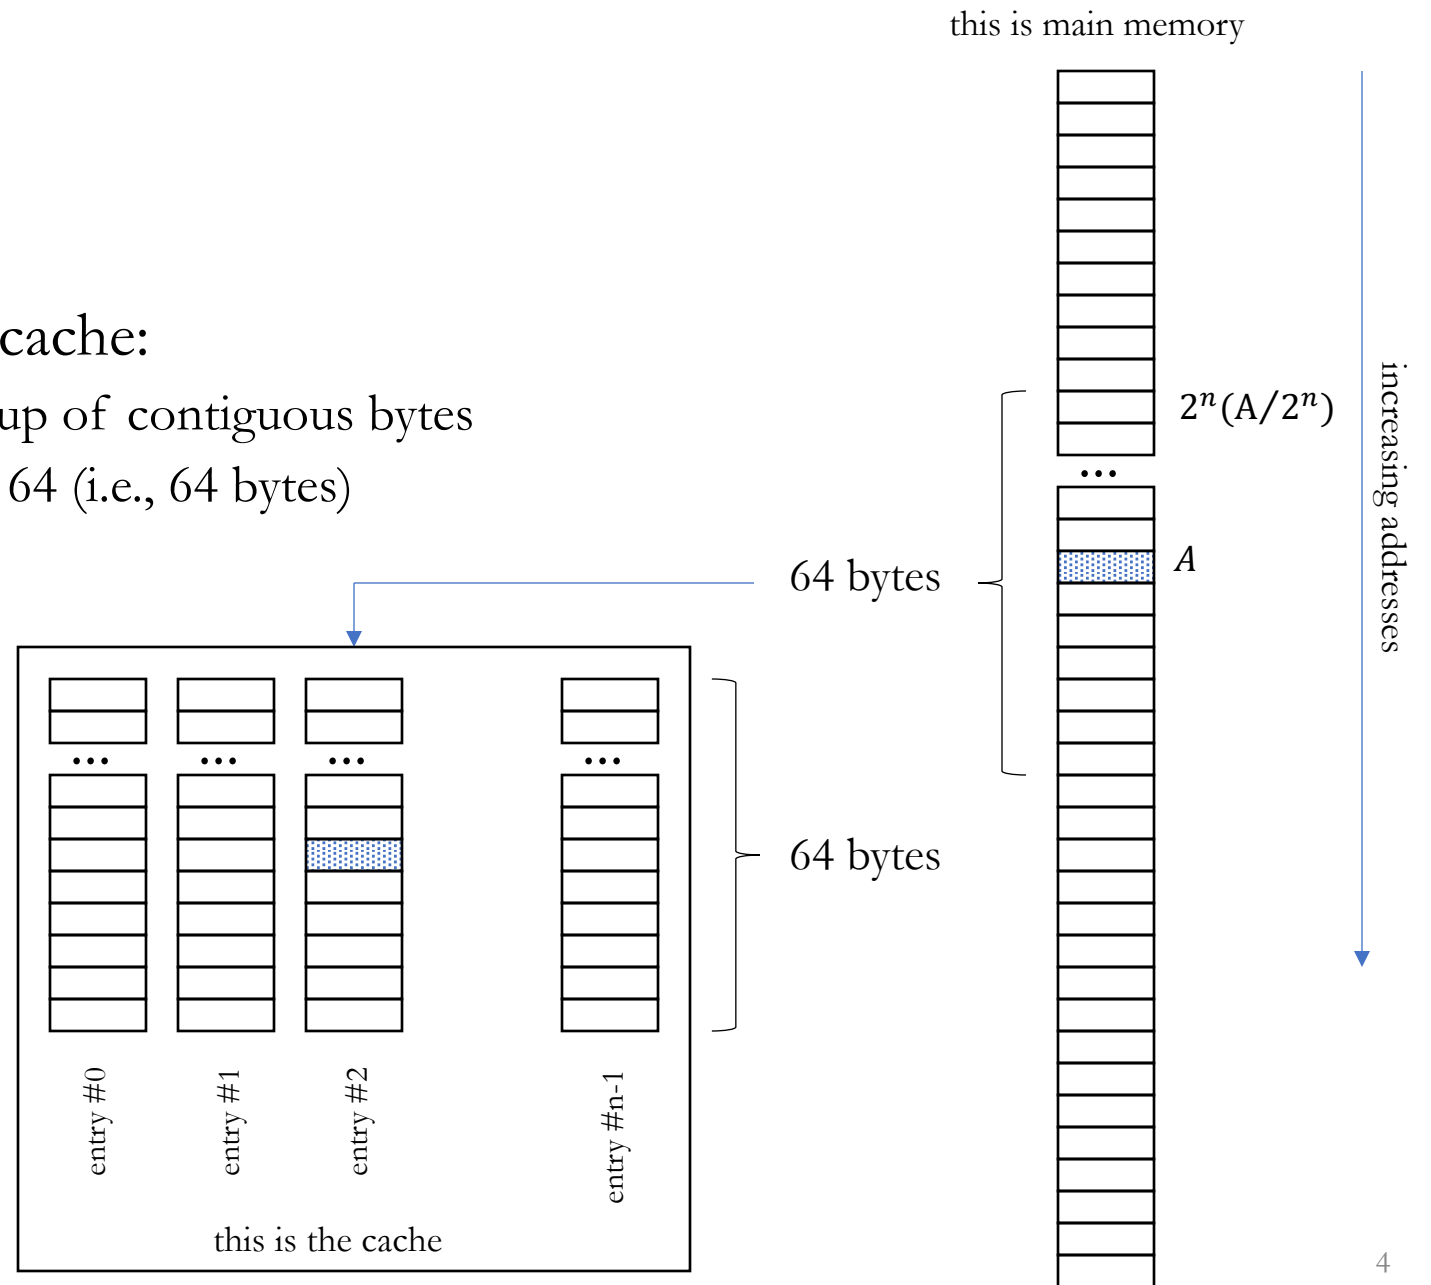 this is main memory
cache:
up of contiguous bytes
64 (i.e., 64 bytes)
2ⁿ(A/2ⁿ)
...
A
increasing addresses
64 bytes
... ... ... ...
64 bytes
entry #0
entry #1
entry #2
entry #n-1
this is the cache
4